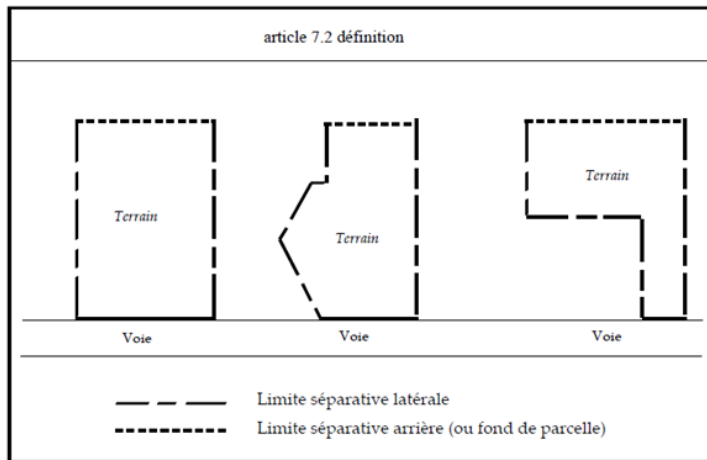 article 7.2 définition
Terrain
Terrain
Terrain
Voie
Voie
Voie
Limite séparative latérale
Limite séparative arrière (ou fond de parcelle)